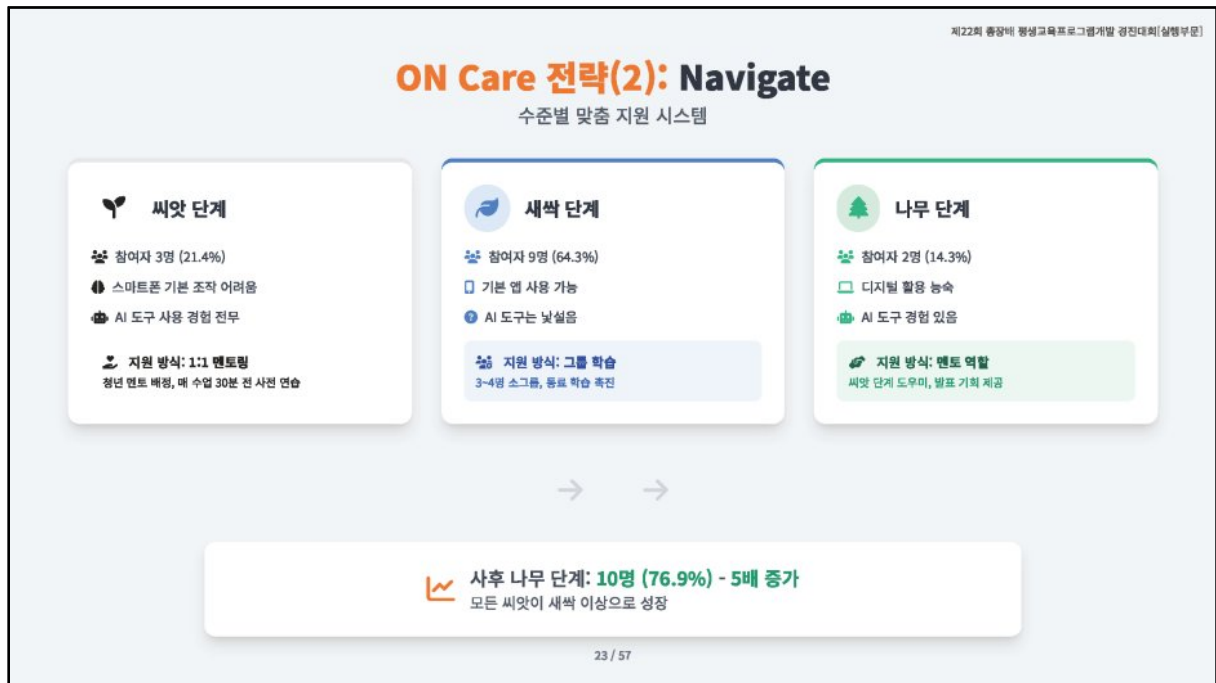 제22회 총장배 평생교육프로그램개발 경진대회[실행부문]
ON Care 전략(2): Navigate
수준별 맞춤 지원 시스템
씨앗 단계
참여자 3명 (21.4%)
스마트폰 기본 조작 어려움
AI 도구 사용 경험 전무
지원 방식: 1:1 멘토링
청년 멘토 배정, 매 수업 30분 전 사전 연습
새싹 단계
참여자 9명 (64.3%)
기본 앱 사용 가능
AI 도구는 낯설음
지원 방식: 그룹 학습
3~4명 소그룹, 동료 학습 촉진
나무 단계
참여자 2명 (14.3%)
디지털 활용 능숙
AI 도구 경험 있음
지원 방식: 멘토 역할
씨앗 단계 도우미, 발표 기회 제공
사후 나무 단계: 10명 (76.9%) - 5배 증가
모든 씨앗이 새싹 이상으로 성장
23 / 57